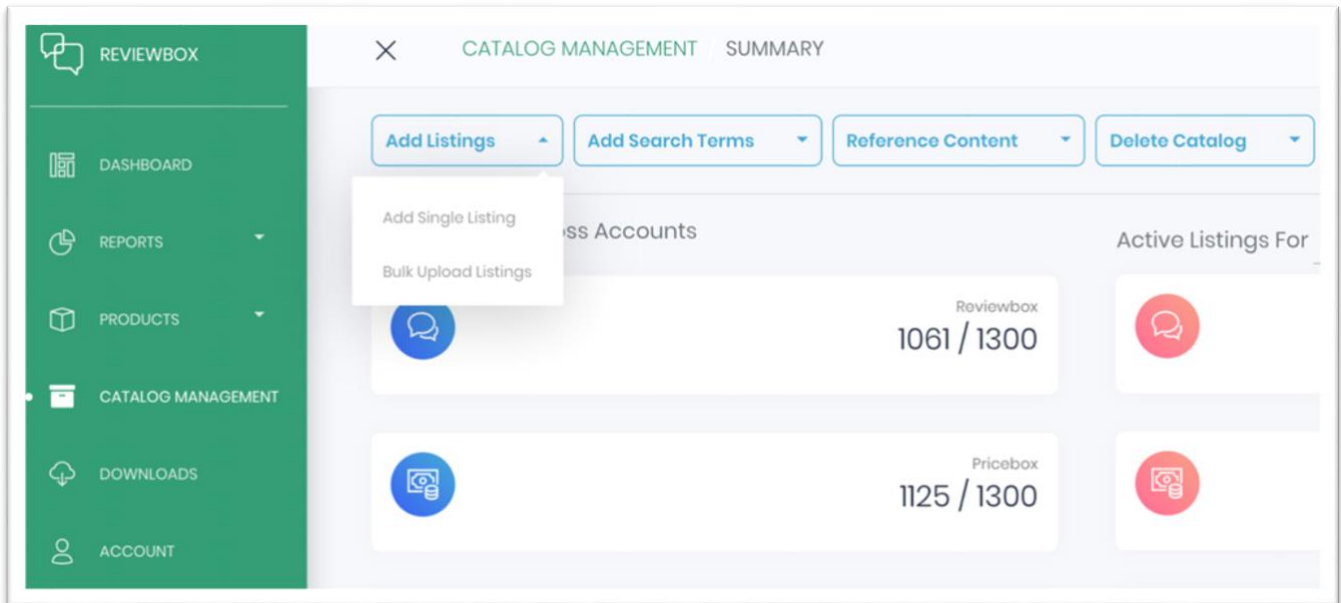 REVIEWBOX
CATALOG MANAGEMENT SUMMARY
Add Listings
Add Search Terms
Reference Content
Delete Catalog
DASHBOARD
REPORTS
PRODUCTS
CATALOG MANAGEMENT
DOWNLOADS
ACCOUNT
Add Single Listing
Bulk Upload Listings
Accounts
Active Listings For
Reviewbox
1061 / 1300
Pricebox
1125 / 1300